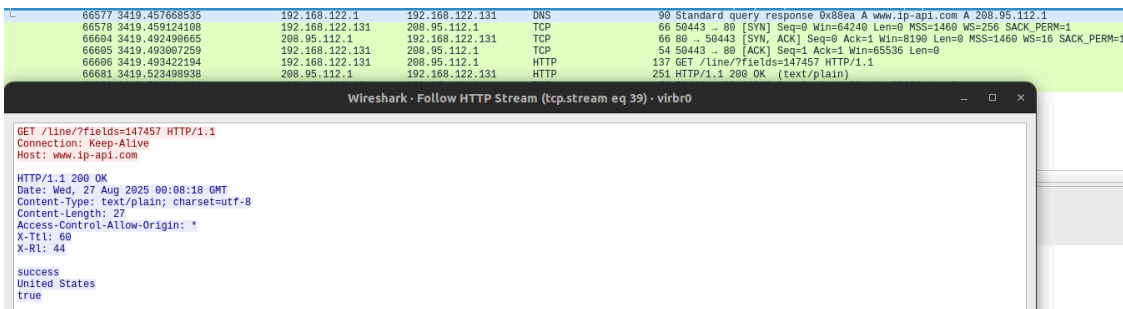 66577 3419.457668535 192.168.122.1 192.168.122.131 DNS 90 Standard query response 0x88ea A www.ip-api.com A 208.95.112.1
66578 3419.459124108 192.168.122.131 208.95.112.1 TCP 66 50443 → 80 [SYN] Seq=0 Win=64240 Len=0 MSS=1460 WS=256 SACK_PERM=1
66604 3419.492490665 208.95.112.1 192.168.122.131 TCP 66 80 → 50443 [SYN, ACK] Seq=0 Ack=1 Win=8190 Len=0 MSS=1460 WS=16 SACK_PERM=1
66605 3419.493007259 192.168.122.131 208.95.112.1 TCP 54 50443 → 80 [ACK] Seq=1 Ack=1 Win=65536 Len=0
66606 3419.493422194 192.168.122.131 208.95.112.1 HTTP 137 GET /line/?fields=147457 HTTP/1.1
66681 3419.523498938 208.95.112.1 192.168.122.131 HTTP 251 HTTP/1.1 200 OK (text/plain)
Wireshark · Follow HTTP Stream (tcp.stream eq 39) · virbr0
GET /line/?fields=147457 HTTP/1.1
Connection: Keep-Alive
Host: www.ip-api.com
HTTP/1.1 200 OK
Date: Wed, 27 Aug 2025 00:08:18 GMT
Content-Type: text/plain; charset=utf-8
Content-Length: 27
Access-Control-Allow-Origin: *
X-Ttl: 60
X-Rl: 44
success
United States
true